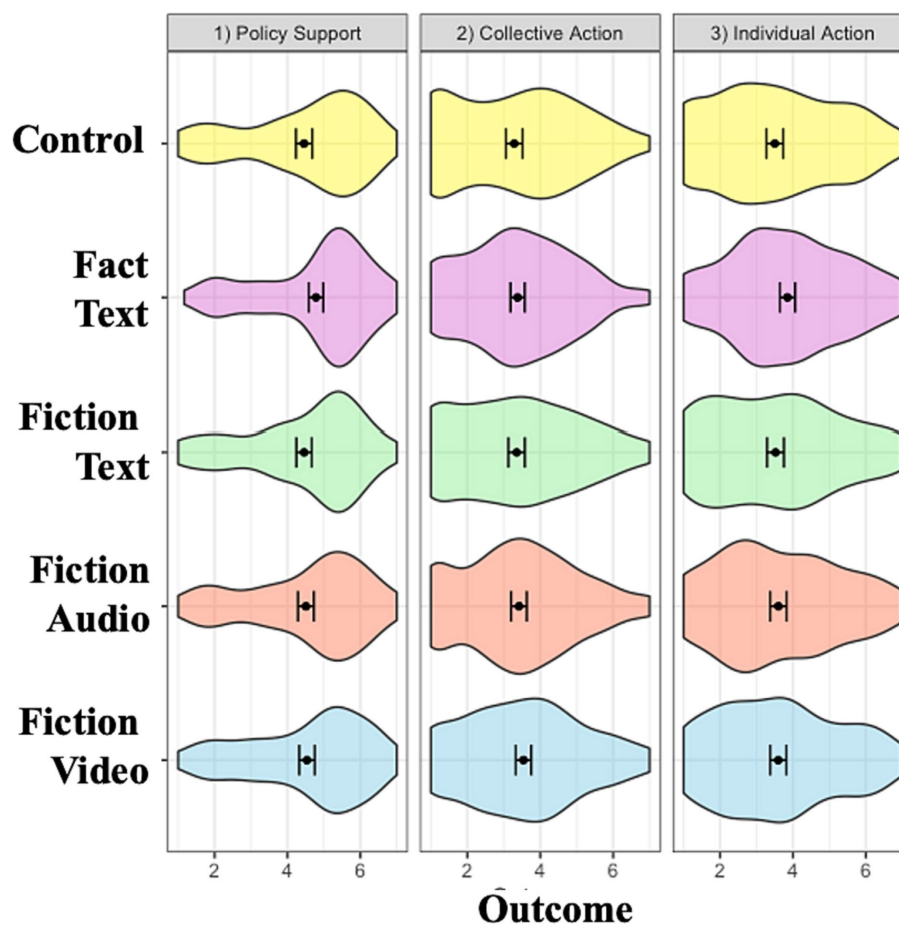 1) Policy Support
2) Collective Action
3) Individual Action
Control
Fact
Text
Fiction
Text
Fiction
Audio
Fiction
Video
2 4 6
2 4 6
2 4 6
Outcome